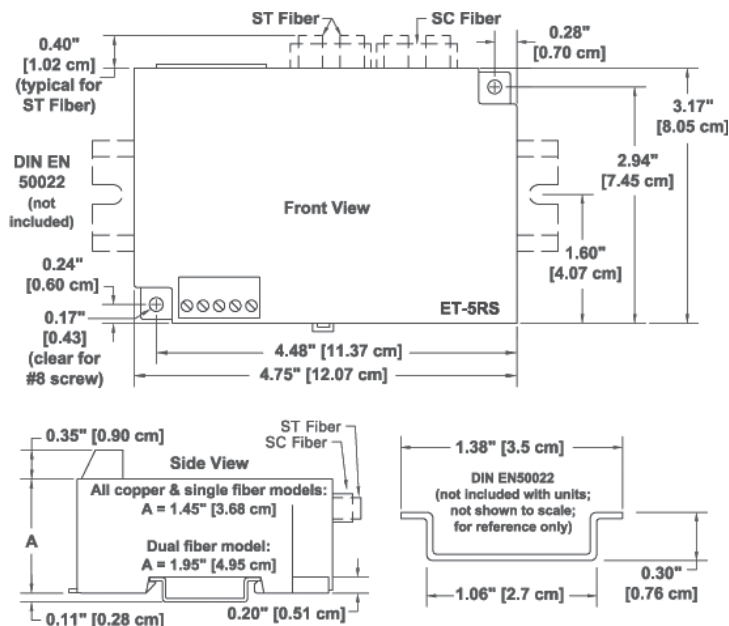 ST Fiber
SC Fiber
0.40"
[1.02 cm]
(typical for
ST Fiber)
0.28"
[0.70 cm]
3.17"
[8.05 cm]
2.94"
[7.45 cm]
DIN EN
50022
(not
included)
Front View
1.60"
[4.07 cm]
0.24"
[0.60 cm]
ET-5RS
0.17"
[0.43]
(clear for
#8 screw)
4.48" [11.37 cm]
4.75" [12.07 cm]
0.35" [0.90 cm]
Side View
ST Fiber
SC Fiber
All copper & single fiber models:
A = 1.45" [3.68 cm]
A
Dual fiber model:
A = 1.95" [4.95 cm]
0.11" [0.28 cm]
0.20" [0.51 cm]
1.38" [3.5 cm]
DIN EN50022
(not included with units;
not shown to scale;
for reference only)
1.06" [2.7 cm]
0.30"
[0.76 cm]